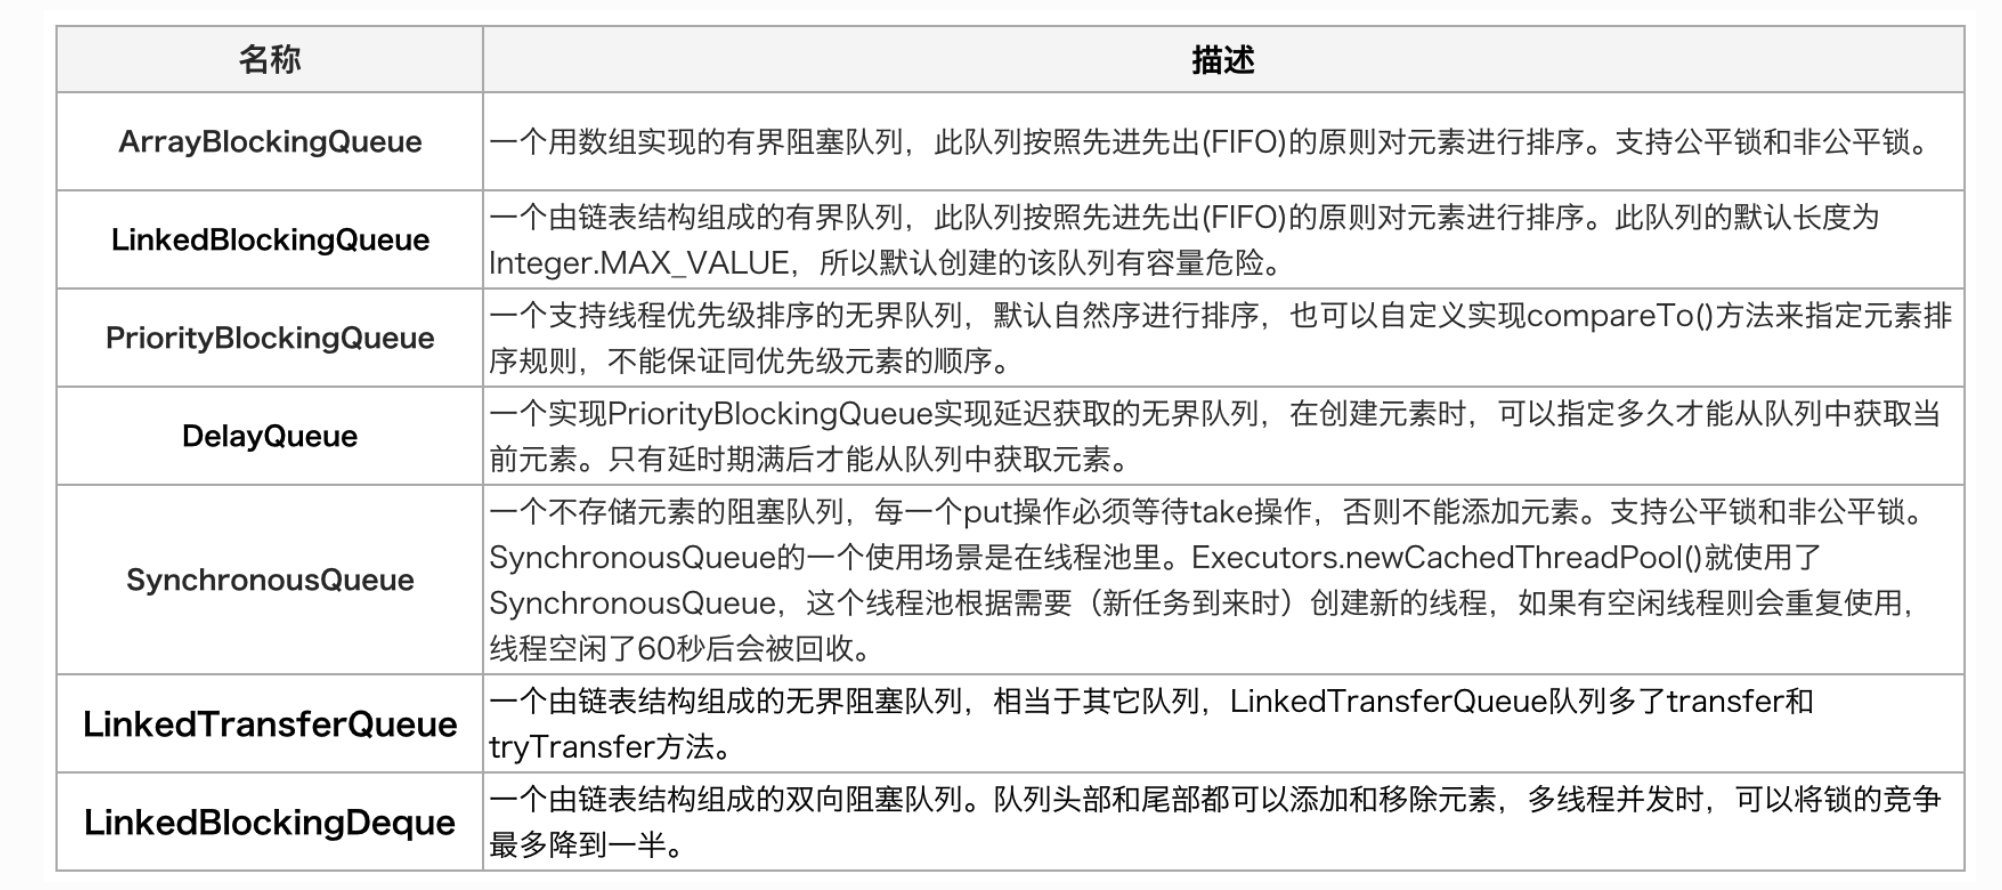 名称
描述
ArrayBlockingQueue
一个用数组实现的有界阻塞队列，此队列按照先进先出(FIFO)的原则对元素进行排序。支持公平锁和非公平锁。
LinkedBlockingQueue
一个由链表结构组成的有界队列，此队列按照先进先出(FIFO)的原则对元素进行排序。此队列的默认长度为
Integer.MAX_VALUE，所以默认创建的该队列有容量危险。
PriorityBlockingQueue
一个支持线程优先级排序的无界队列，默认自然序进行排序，也可以自定义实现compareTo()方法来指定元素排
序规则，不能保证同优先级元素的顺序。
DelayQueue
一个实现PriorityBlockingQueue实现延迟获取的无界队列，在创建元素时，可以指定多久才能从队列中获取当
前元素。只有延时期满后才能从队列中获取元素。
SynchronousQueue
一个不存储元素的阻塞队列，每一个put操作必须等待take操作，否则不能添加元素。支持公平锁和非公平锁。
SynchronousQueue的一个使用场景是在线程池里。Executors.newCachedThreadPool()就使用了
SynchronousQueue，这个线程池根据需要（新任务到来时）创建新的线程，如果有空闲线程则会重复使用，
线程空闲了60秒后会被回收。
LinkedTransferQueue
一个由链表结构组成的无界阻塞队列，相当于其它队列，LinkedTransferQueue队列多了transfer和
tryTransfer方法。
LinkedBlockingDeque
一个由链表结构组成的双向阻塞队列。队列头部和尾部都可以添加和移除元素，多线程并发时，可以将锁的竞争
最多降到一半。